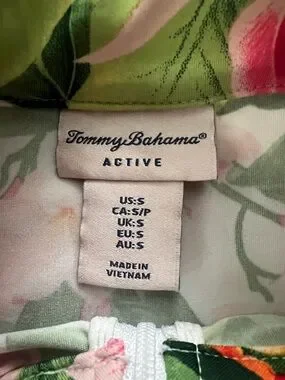 Tommy Bahama®
ACTIVE
US:S
CA:S/P
UK:S
EU:S
AU:S
MADE IN
VIETNAM